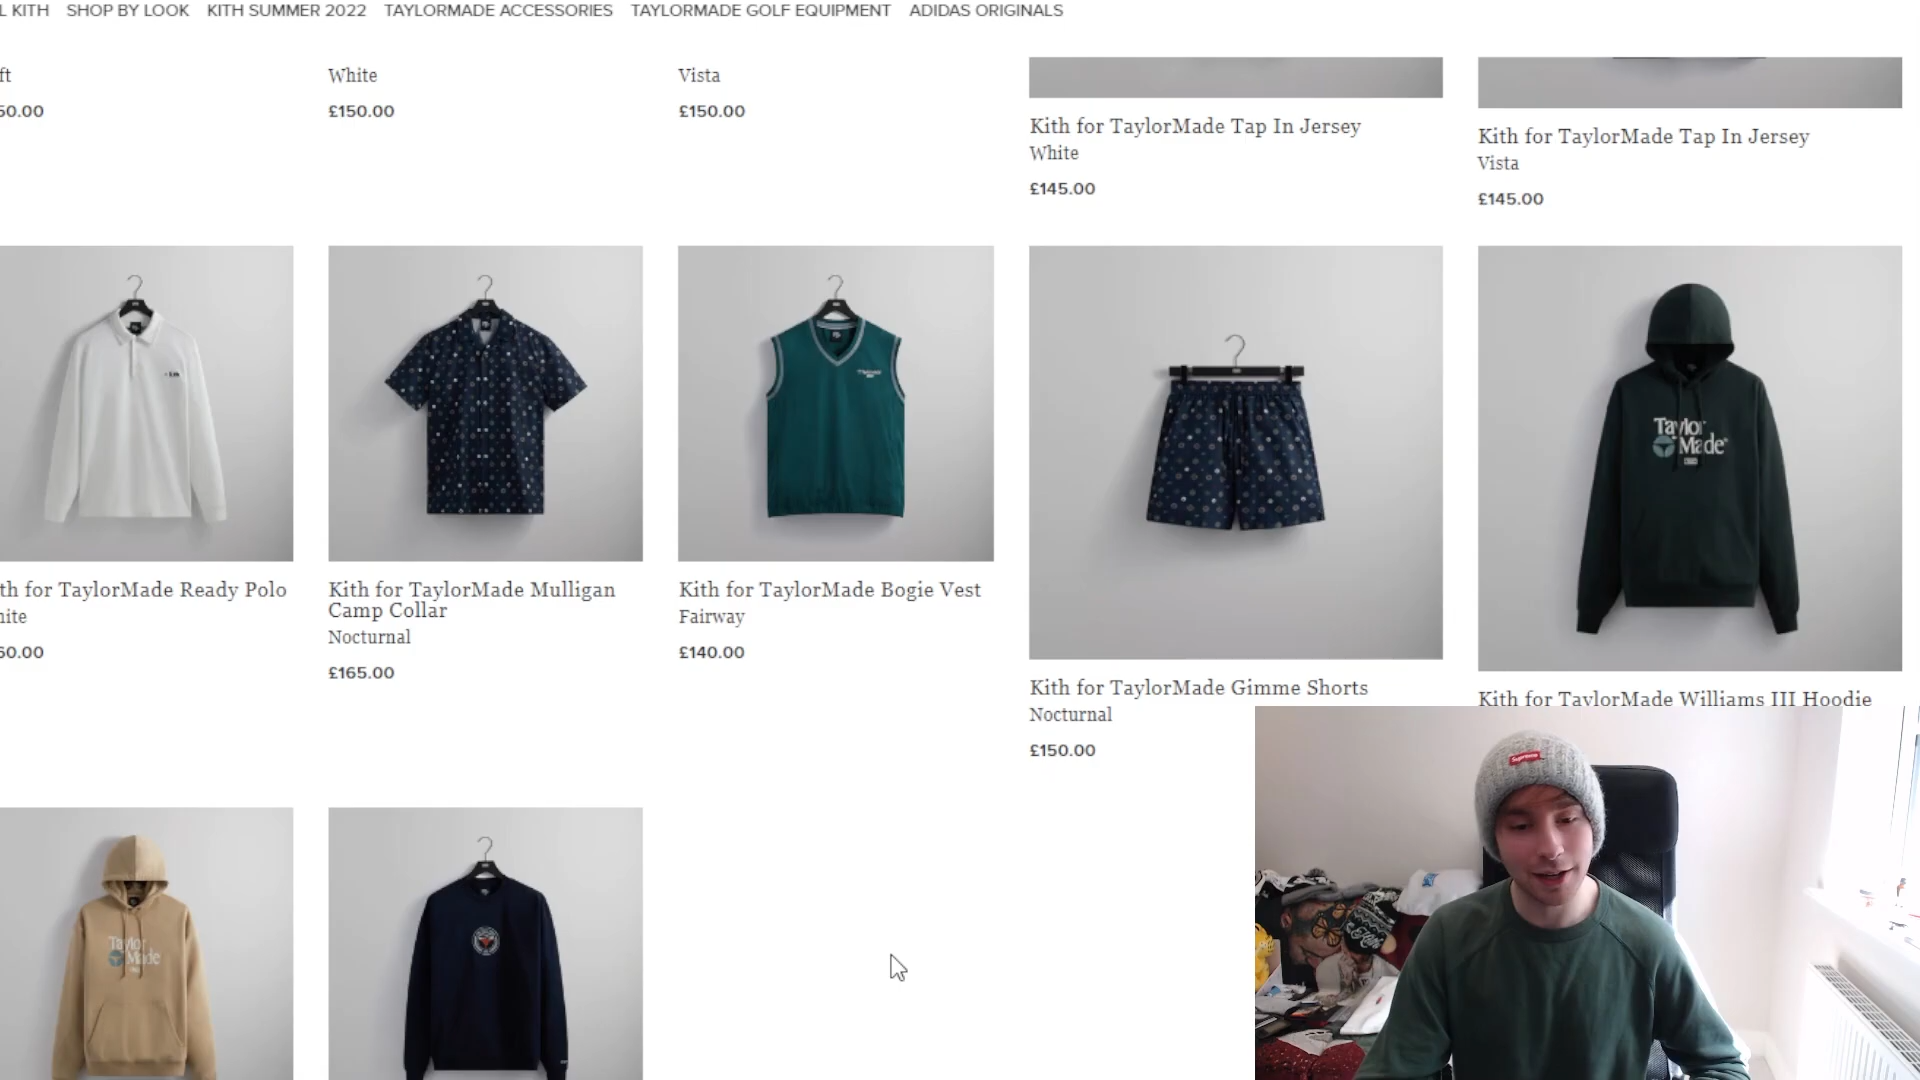 L KITH SHOP BY LOOK KITH SUMMER 2022 TAYLORMADE ACCESSORIES TAYLORMADE GOLF EQUIPMENT ADIDAS ORIGINALS
ft
50.00
White
£150.00
Vista
£150.00
Kith for TaylorMade Tap In Jersey
White
£145.00
Kith for TaylorMade Tap In Jersey
Vista
£145.00
th for TaylorMade Ready Polo
hite
60.00
Kith for TaylorMade Mulligan
Camp Collar
Nocturnal
£165.00
Kith for TaylorMade Bogie Vest
Fairway
£140.00
Kith for TaylorMade Gimme Shorts
Nocturnal
£150.00
Taylor
Made
Kith for TaylorMade Williams III Hoodie
Taylor
Made
Supreme